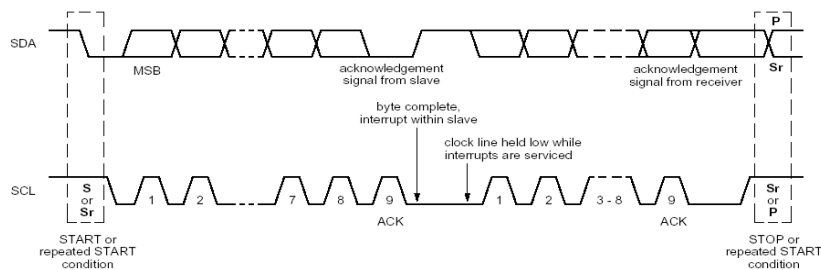 P
SDA
MSB
acknowledgement
signal from slave
acknowledgement
signal from receiver
Sr
byte complete,
interrupt within slave
clock line held low while
interrupts are serviced
SCL
S
or
Sr
1
2
7
8
9
1
2
3 - 8
9
Sr
or
P
ACK
ACK
START or
repeated START
condition
STOP or
repeated START
condition